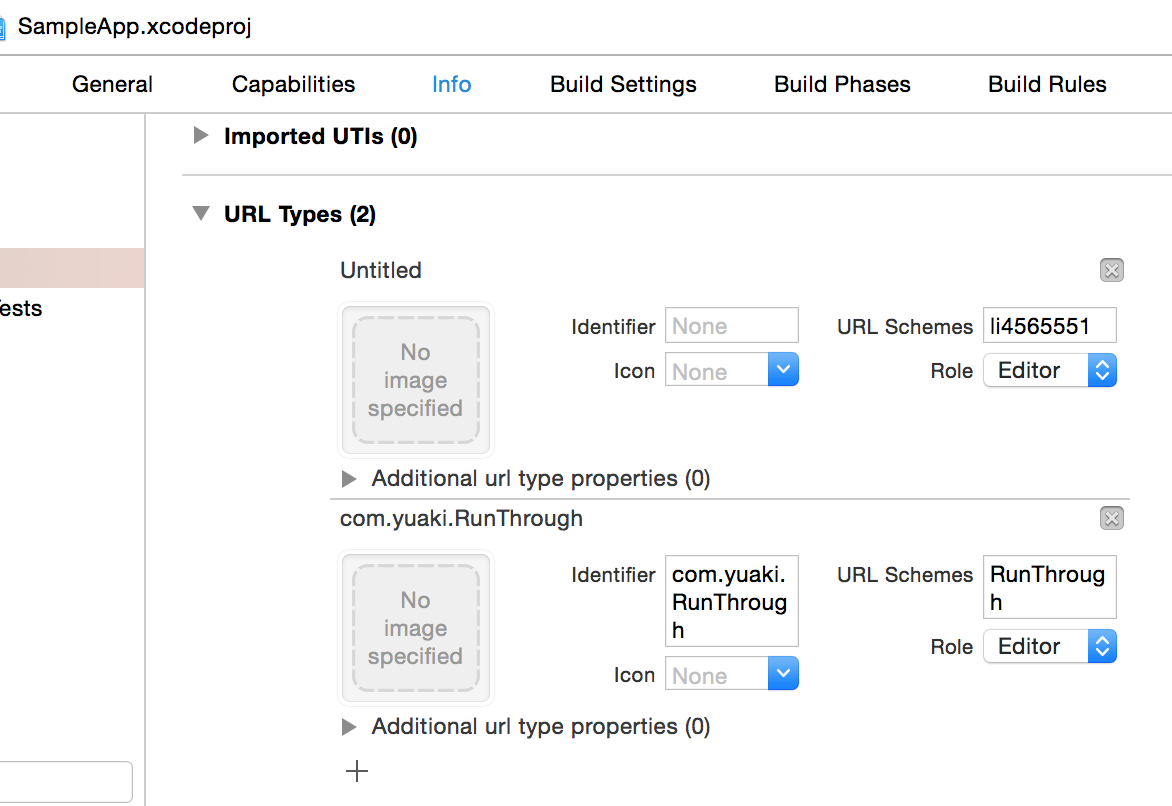 SampleApp.xcodeproj
General Capabilities Info Build Settings Build Phases Build Rules
Imported UTIs (0)
URL Types (2)
ests
Untitled
No
image
specified
Identifier None URL Schemes li4565551
Icon None Role Editor
Additional url type properties (0)
com.yuaki.RunThrough
No
image
specified
Identifier com.yuaki.
RunThroug
h
URL Schemes RunThroug
h
Icon None Role Editor
Additional url type properties (0)